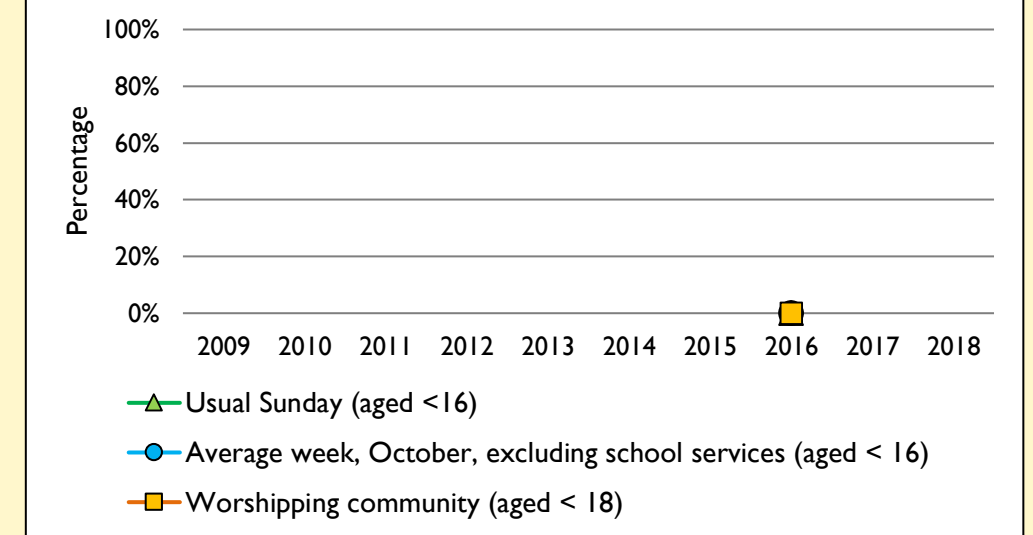 100%
80%
60%
40%
20%
0%
Percentage
2009 2010 2011 2012 2013 2014 2015 2016 2017 2018
Usual Sunday (aged <16)
Average week, October, excluding school services (aged < 16)
Worshipping community (aged < 18)